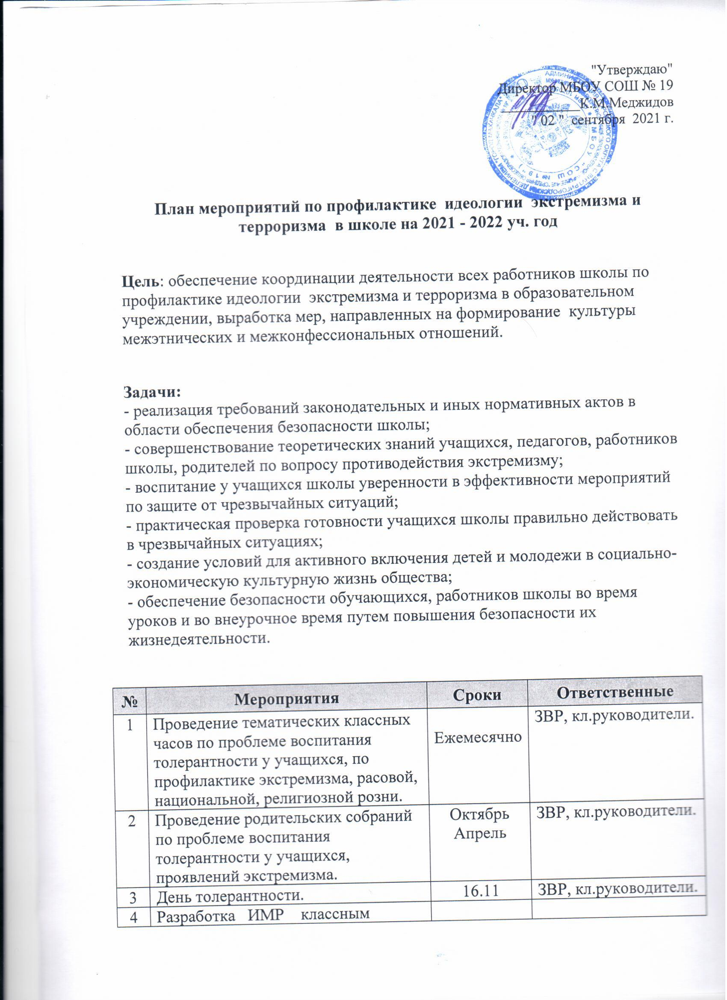 "Утверждаю"
Директор МБОУ СОШ № 19
____________К.М.Меджидов
" 02 " сентября 2021 г.
МБОУ "СОШ №19"
План мероприятий по профилактике идеологии экстремизма и
терроризма в школе на 2021 - 2022 уч. год
Цель: обеспечение координации деятельности всех работников школы по
профилактике идеологии экстремизма и терроризма в образовательном
учреждении, выработка мер, направленных на формирование культуры
межэтнических и межконфессиональных отношений.
Задачи:
- реализация требований законодательных и иных нормативных актов в
области обеспечения безопасности школы;
- совершенствование теоретических знаний учащихся, педагогов, работников
школы, родителей по вопросу противодействия экстремизму;
- воспитание у учащихся школы уверенности в эффективности мероприятий
по защите от чрезвычайных ситуаций;
- практическая проверка готовности учащихся школы правильно действовать
в чрезвычайных ситуациях;
- создание условий для активного включения детей и молодежи в социально-
экономическую культурную жизнь общества;
- обеспечение безопасности обучающихся, работников школы во время
уроков и во внеурочное время путем повышения безопасности их
жизнедеятельности.
№ Мероприятия Сроки Ответственные
1 Проведение тематических классных
часов по проблеме воспитания
толерантности у учащихся, по
профилактике экстремизма, расовой,
национальной, религиозной розни.
Ежемесячно
ЗВР, кл.руководители.
2 Проведение родительских собраний
по проблеме воспитания
толерантности у учащихся,
проявлений экстремизма.
Октябрь
Апрель
ЗВР, кл.руководители.
3 День толерантности. 16.11 ЗВР, кл.руководители.
4 Разработка ИМР классным